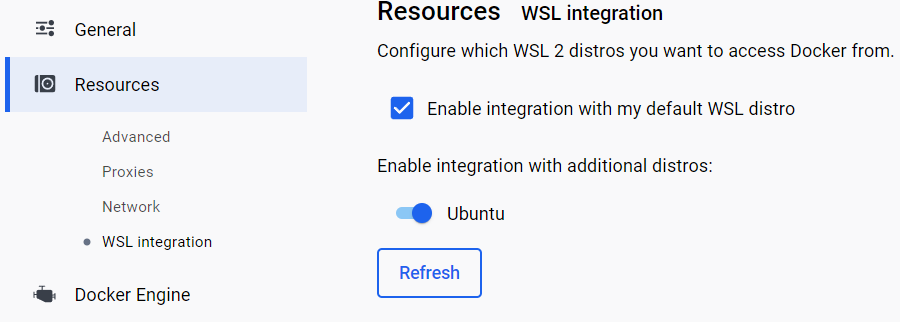 General
Resources
Advanced
Proxies
Network
WSL integration
Docker Engine
Resources WSL integration
Configure which WSL 2 distros you want to access Docker from.
Enable integration with my default WSL distro
Enable integration with additional distros:
Ubuntu
Refresh